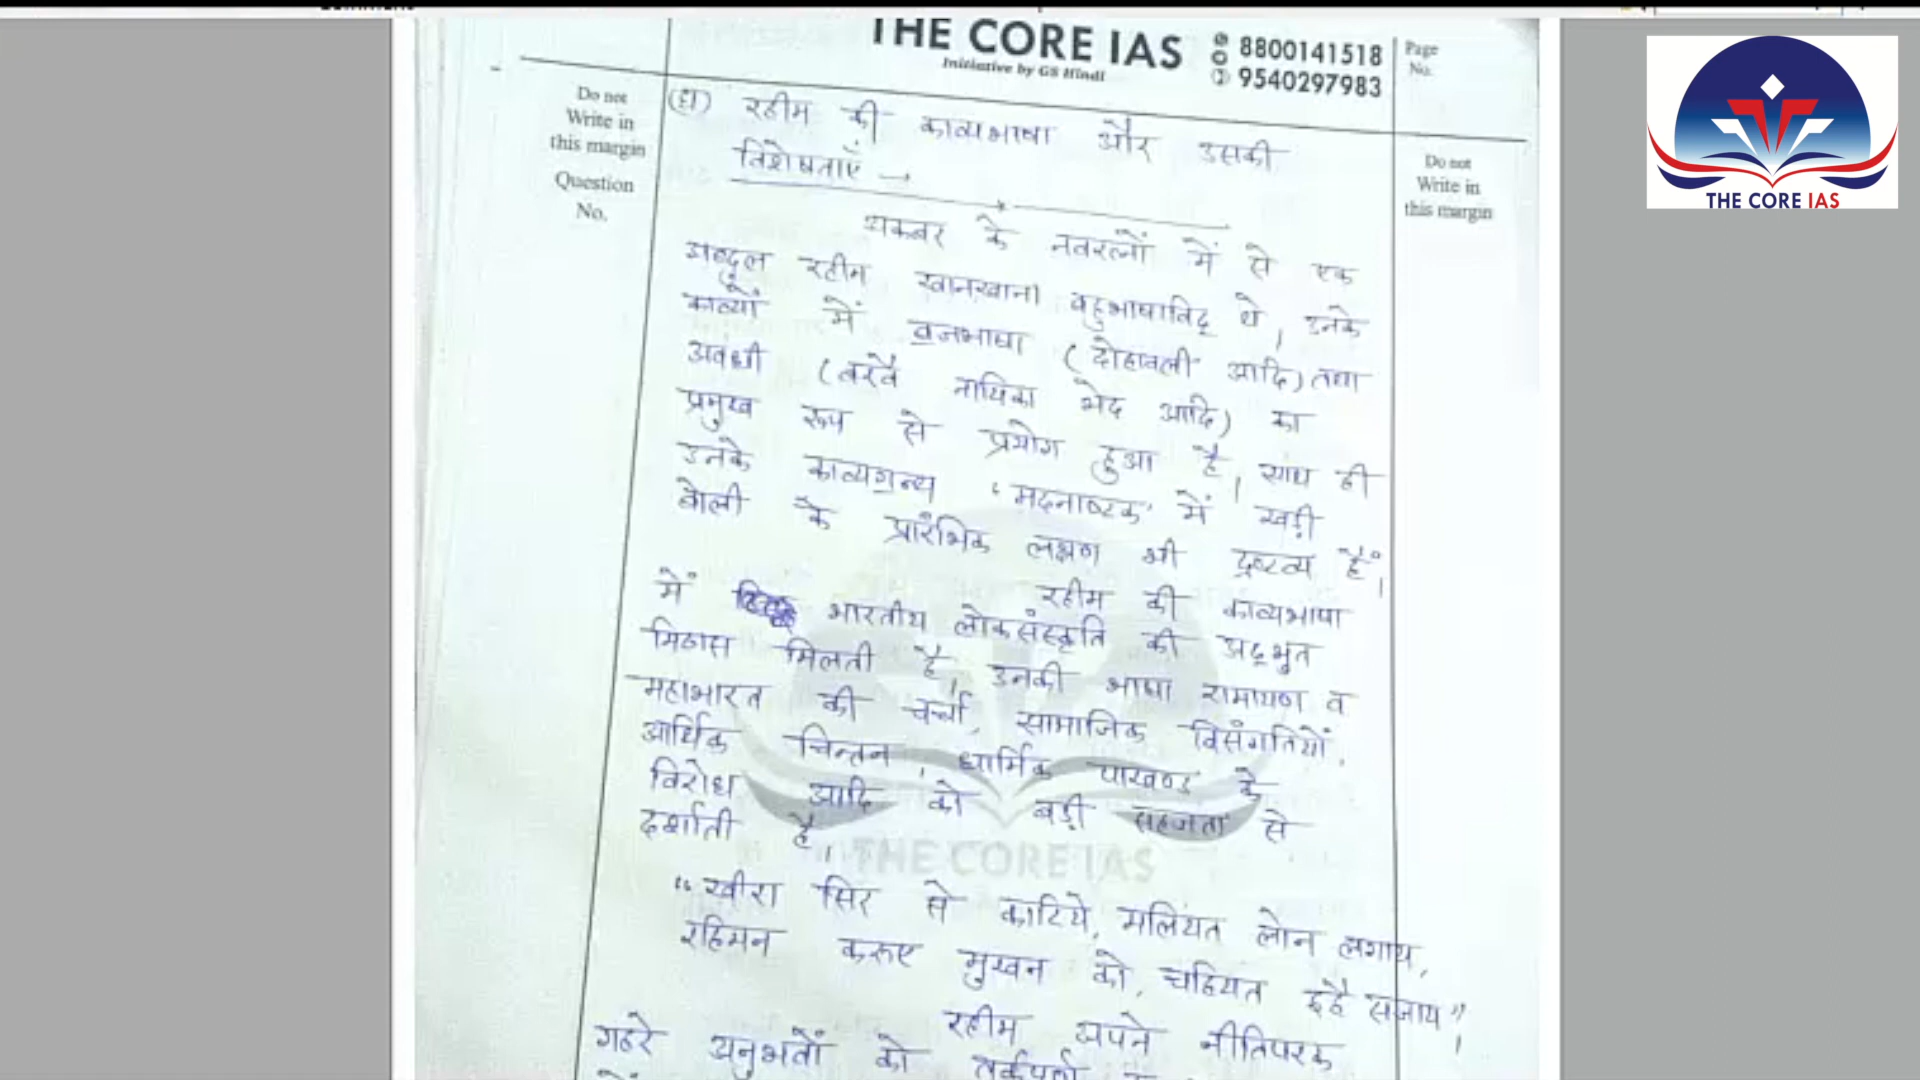 THE CORE IAS
Initiative by GS Hindi
8800141518
9540297983
Page
No.
THE CORE IAS
Do not
Write in
this margin
Question
No.
Do not
Write in
this margin
(घ) रहीम की काव्यभाषा और उसकी
विशेषताएँ →
अकबर के नवरत्नों में से एक
अब्दुल रहीम खानखाना बहुभाषाविद् थे। उनके
काव्यों में ब्रजभाषा (दोहावली आदि) तथा
अवधी (बरवै नायिका भेद आदि) का
प्रमुख रूप से प्रयोग हुआ है। साथ ही
उनके काव्यग्रन्थ "मदनाष्टक" में खड़ी
बोली के प्रारंभिक लक्षण भी द्रष्टव्य हैं।
रहीम की काव्यभाषा
में भारतीय लोकसंस्कृति की अद्भुत
मिठास मिलती है। उनकी भाषा रामायण व
महाभारत की चर्चा, सामाजिक विसंगतियों,
आर्थिक चिन्तन, धार्मिक पाखण्ड के
विरोध आदि को बड़ी सहजता से
दर्शाती है।
THE CORE IAS
"खीरा सिर से काटिये, मलियत लोन लगाय,
रहिमन करूए मुखन को, चहियत इहै सजाय"।
रहीम अपने नीतिपरक
गहरे अनुभवों को तर्कपूर्ण